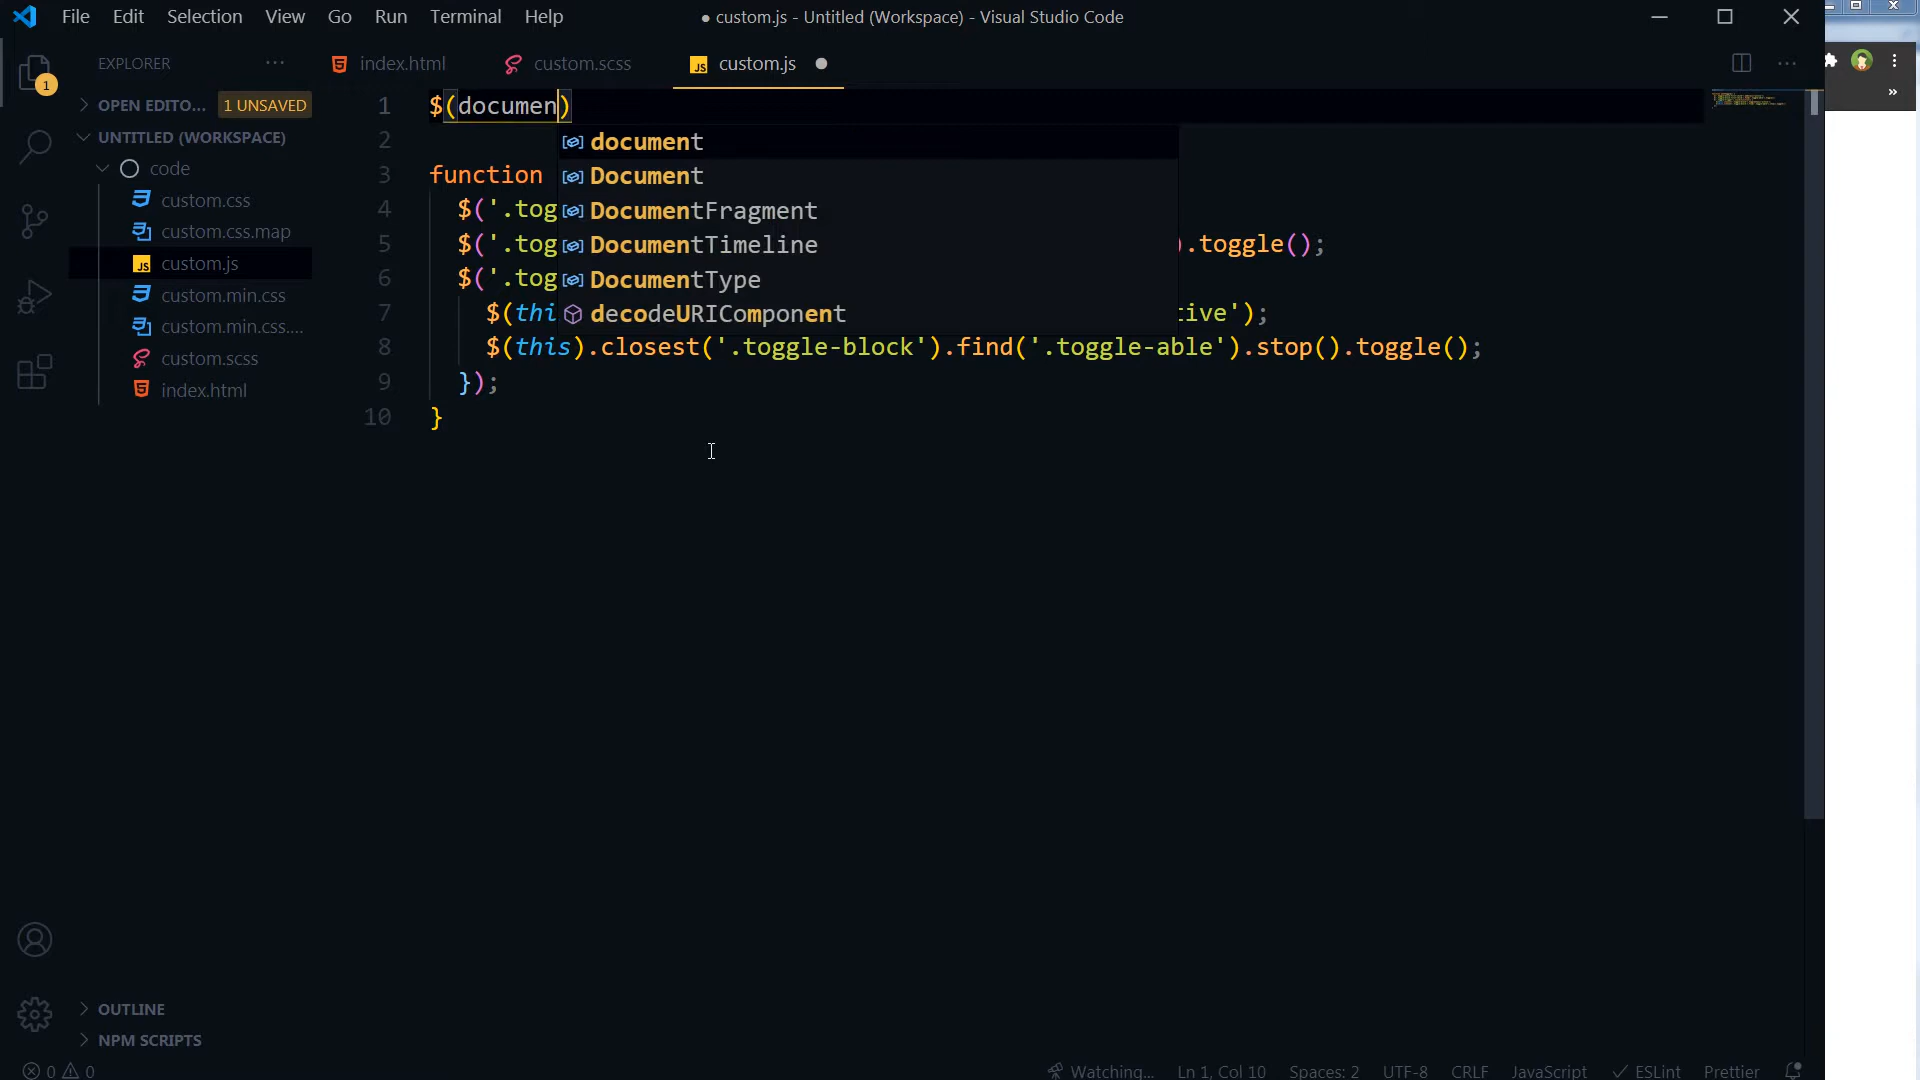 File Edit Selection View Go Run Terminal Help ● custom.js - Untitled (Workspace) - Visual Studio Code
EXPLORER ··· index.html custom.scss JS custom.js ● ···
1
OPEN EDITO... 1 UNSAVED
UNTITLED (WORKSPACE)
code
custom.css
custom.css.map
JS custom.js
custom.min.css
custom.min.css....
custom.scss
index.html
1 $(documen)
document
Document
DocumentFragment
DocumentTimeline
DocumentType
decodeURIComponent
2
3 function
4 $('.tog
5 $('.tog ).toggle();
6 $('.tog
7 $(thi tive');
8 $(this).closest('.toggle-block').find('.toggle-able').stop().toggle();
9 });
10 }
OUTLINE
NPM SCRIPTS
0 0 Watching... Ln 1, Col 10 Spaces: 2 UTF-8 CRLF JavaScript ESLint Prettier
»